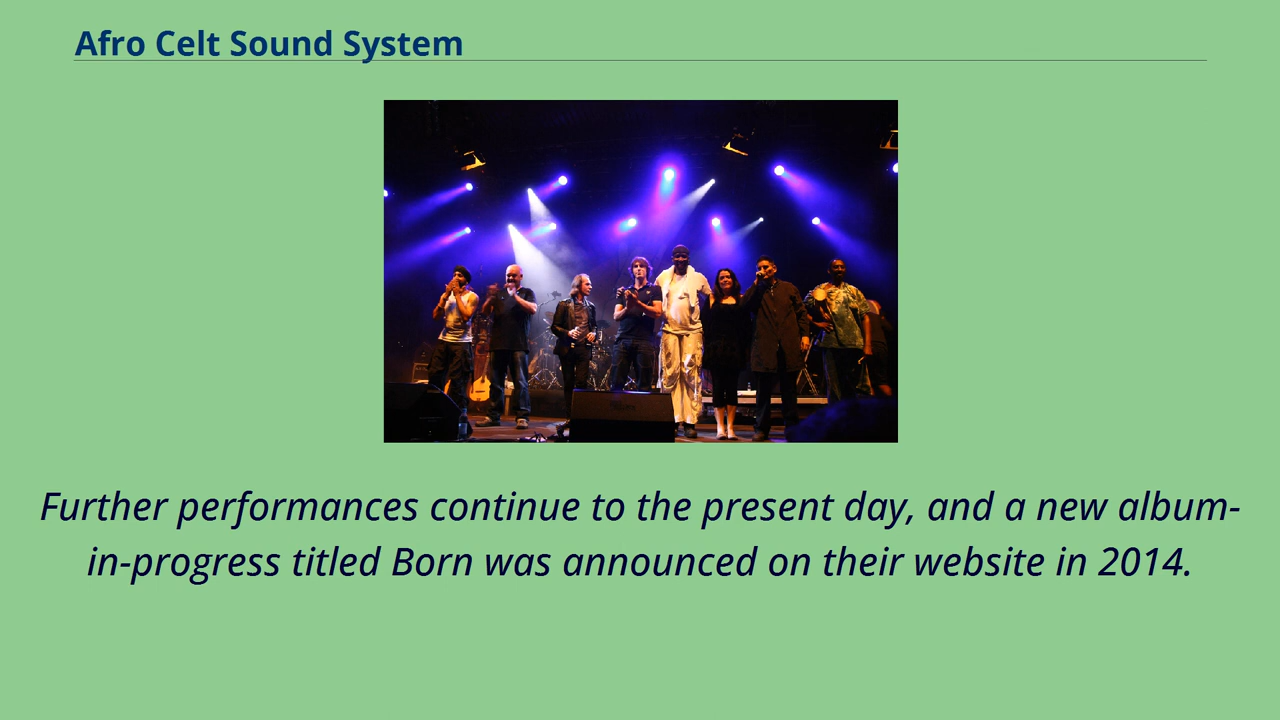 Afro Celt Sound System
Further performances continue to the present day, and a new album-
in-progress titled Born was announced on their website in 2014.